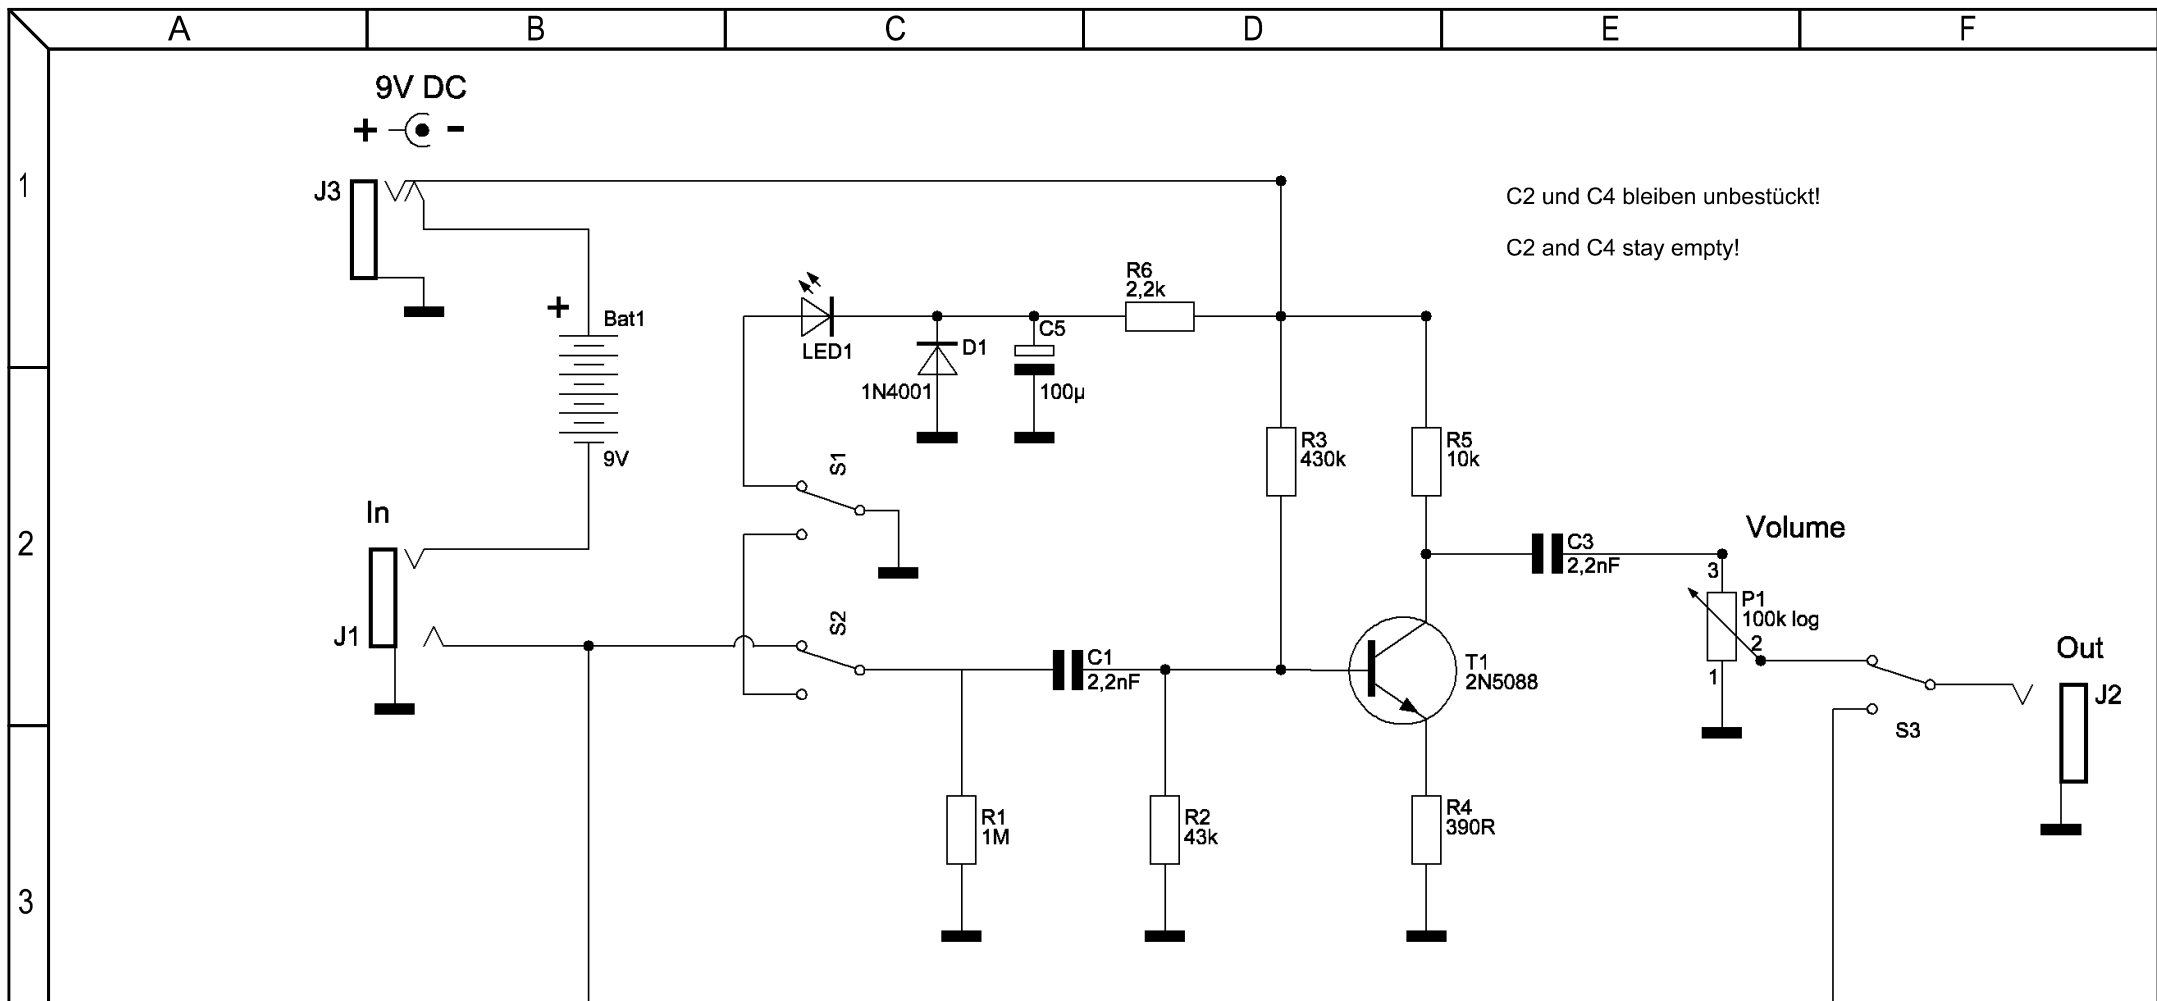 A B C D E F
1
2
3
9V DC
+ -
J3
C2 und C4 bleiben unbestückt!
C2 and C4 stay empty!
R6
2,2k
+
Bat1
9V
LED1
D1
1N4001
C5
100µ
R3
430k
R5
10k
S1
In
J1
S2
C1
2,2nF
C3
2,2nF
Volume
3
P1
100k log
2
1
T1
2N5088
Out
J2
S3
R1
1M
R2
43k
R4
390R